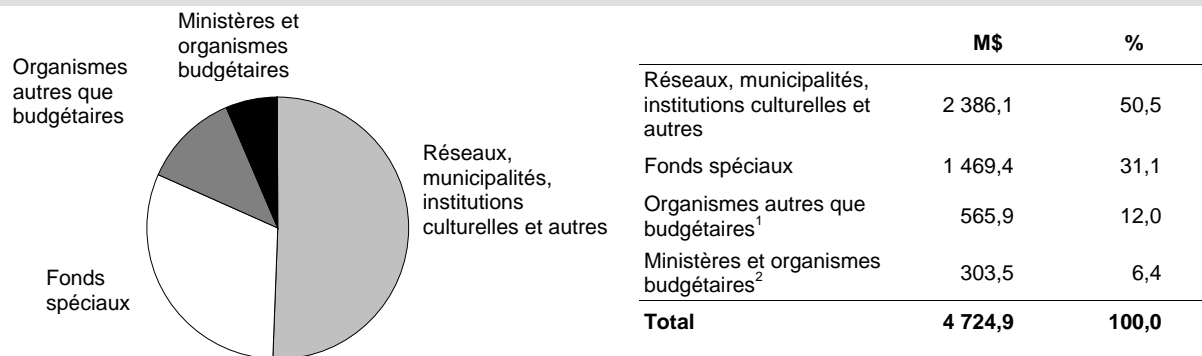 Ministères et
organismes
budgétaires
Organismes
autres que
budgétaires
Réseaux,
municipalités,
institutions
culturelles et autres
Fonds
spéciaux
M$ %
Réseaux, municipalités,
institutions culturelles et
autres
2 386,1 50,5
Fonds spéciaux 1 469,4 31,1
Organismes autres que
budgétaires1 565,9 12,0
Ministères et organismes
budgétaires2 303,5 6,4
Total 4 724,9 100,0